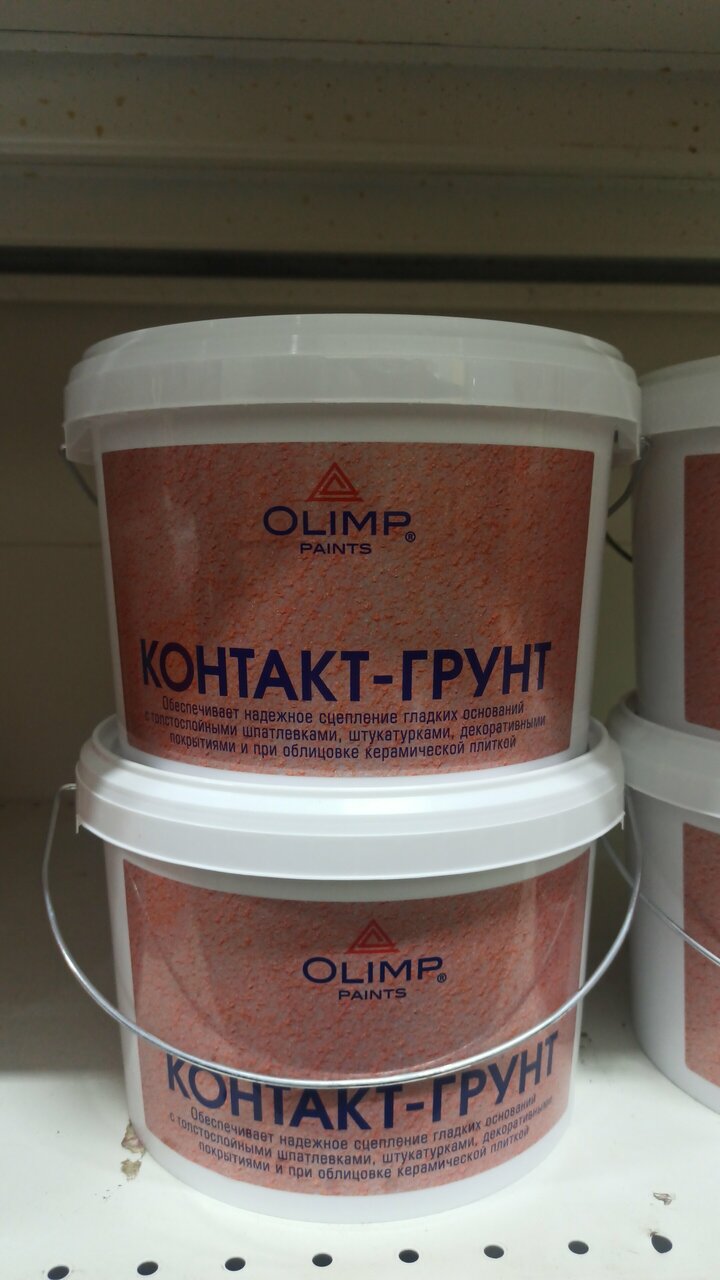 OLIMP®
PAINTS
КОНТАКТ-ГРУНТ
Обеспечивает надежное сцепление гладких оснований
с толстослойными шпатлевками, штукатурками, декоративными
покрытиями и при облицовке керамической плиткой
OLIMP®
PAINTS
КОНТАКТ-ГРУНТ
Обеспечивает надежное сцепление гладких оснований
с толстослойными шпатлевками, штукатурками, декоративными
покрытиями и при облицовке керамической плиткой